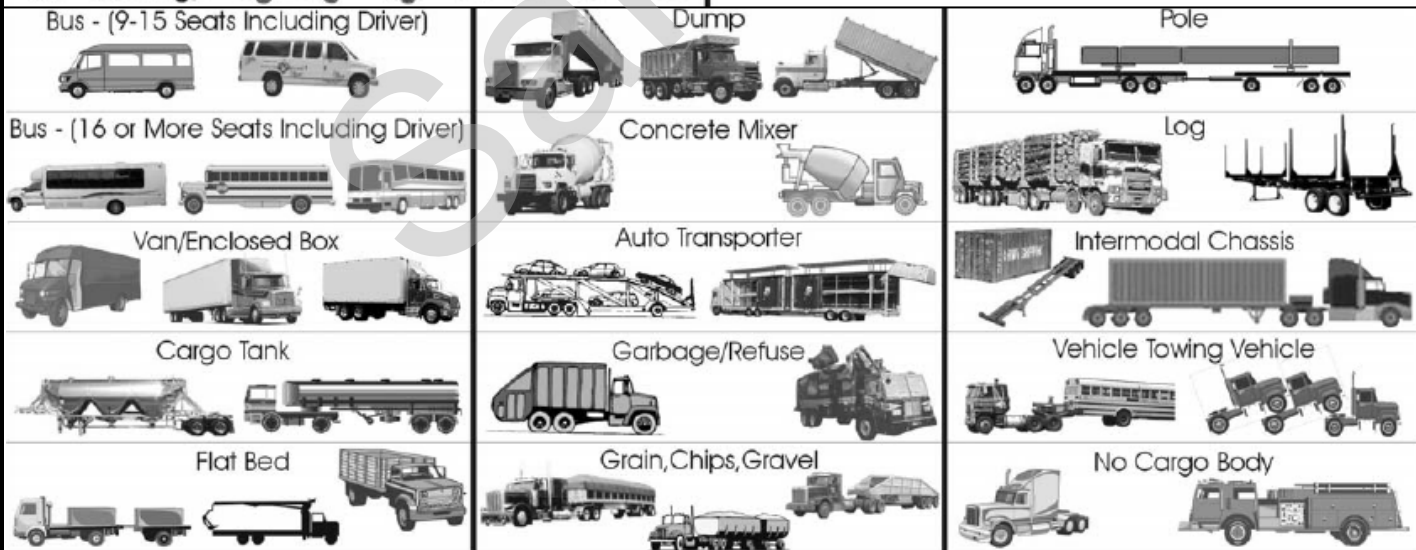 Bus - (9-15 Seats Including Driver)
Bus - (16 or More Seats Including Driver)
Van/Enclosed Box
Cargo Tank
Flat Bed
Dump
Concrete Mixer
Auto Transporter
Garbage/Refuse
Grain,Chips,Gravel
Pole
Log
Intermodal Chassis
Vehicle Towing Vehicle
No Cargo Body